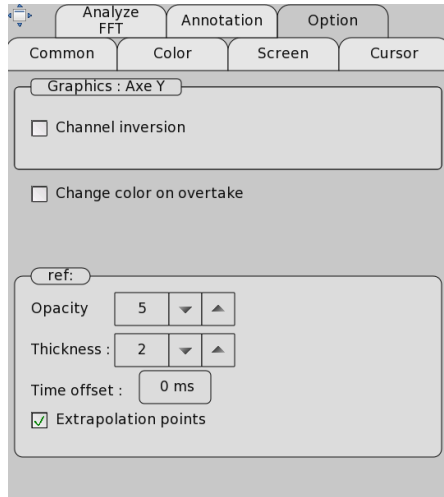 Analyze
FFT
Annotation
Option
Common
Color
Screen
Cursor
Graphics : Axe Y
Channel inversion
Change color on overtake
ref:
Opacity
5
Thickness :
2
Time offset :
0 ms
Extrapolation points